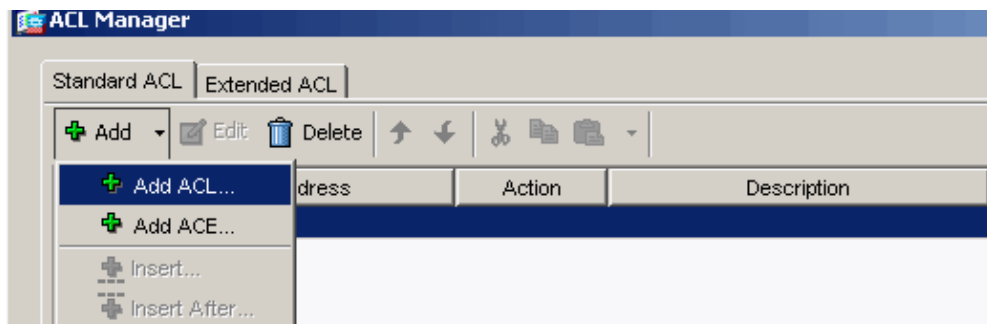 ACL Manager
Standard ACL Extended ACL
Add Edit Delete
Add ACL... dress Action Description
Add ACE...
Insert...
Insert After...